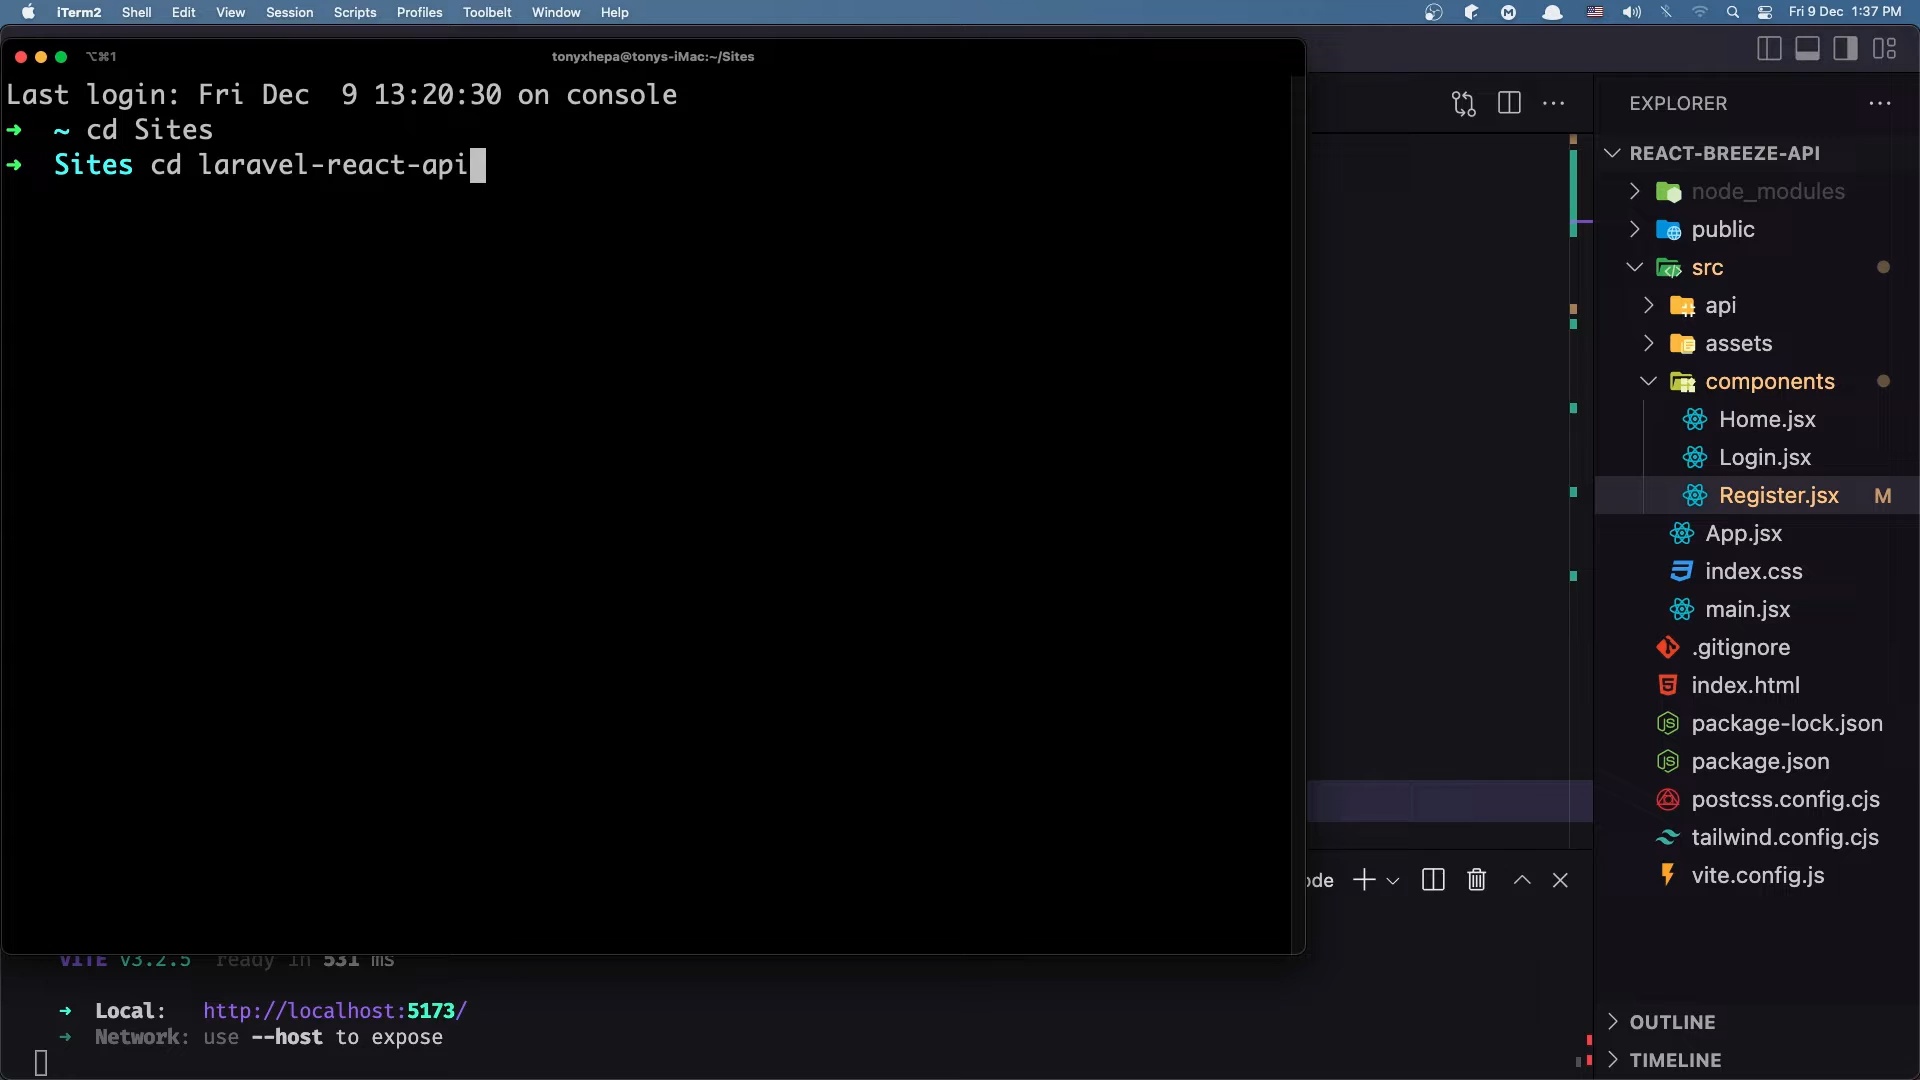 iTerm2 Shell Edit View Session Scripts Profiles Toolbelt Window Help
Fri 9 Dec 1:37 PM
⌥⌘1
tonyxhepa@tonys-iMac:~/Sites
Last login: Fri Dec  9 13:20:30 on console
➜ ~ cd Sites
➜ Sites cd laravel-react-api
EXPLORER
REACT-BREEZE-API
node_modules
public
src
api
assets
components
Home.jsx
Login.jsx
Register.jsx M
App.jsx
index.css
main.jsx
.gitignore
index.html
package-lock.json
package.json
postcss.config.cjs
tailwind.config.cjs
vite.config.js
OUTLINE
TIMELINE
ode
VITE v3.2.5 ready in 531 ms
➜ Local: http://localhost:5173/
➜ Network: use --host to expose